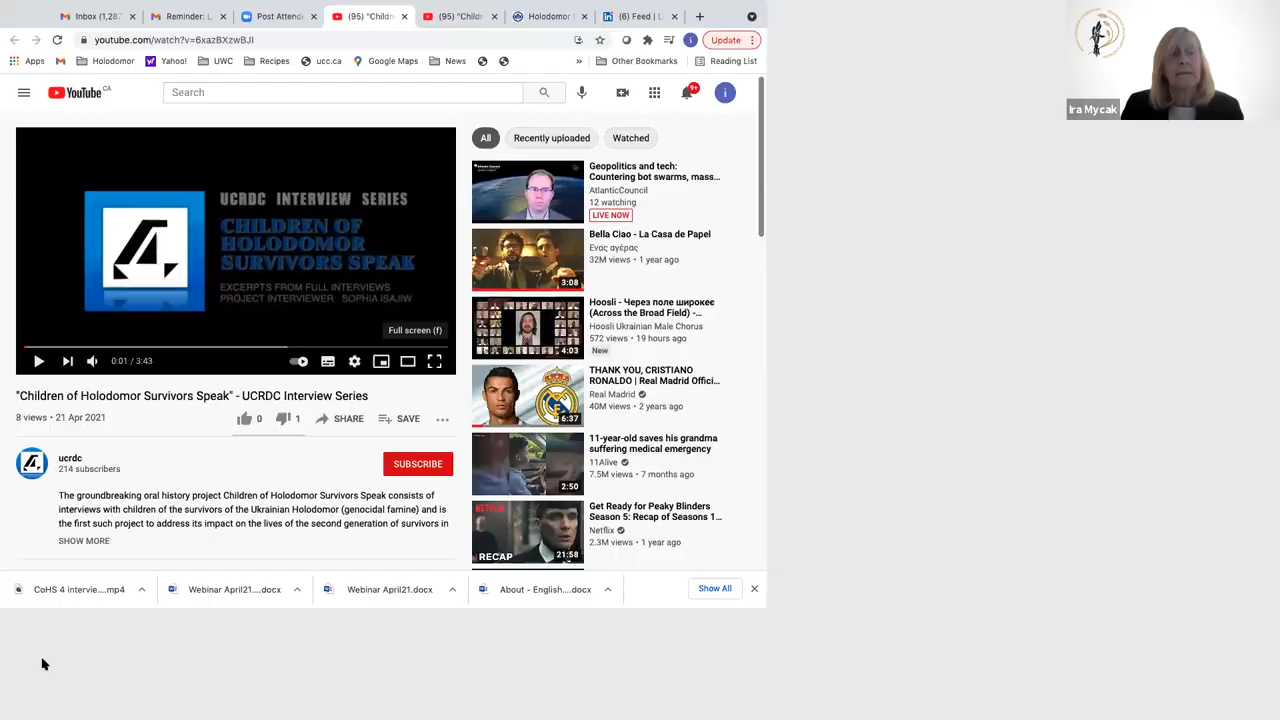 Inbox (1,287
Reminder: L
Post Attende
(95) "Childr
(95) "Childr
Holodomor I
(6) Feed | L
youtube.com/watch?v=6xazBXzwBJI
Update
Apps
Holodomor
Yahoo!
UWC
Recipes
ucc.ca
Google Maps
News
»
Other Bookmarks
Reading List
YouTube CA
Search
9+
i
All
Recently uploaded
Watched
UCRDC INTERVIEW SERIES
CHILDREN OF
HOLODOMOR
SURVIVORS SPEAK
EXCERPTS FROM FULL INTERVIEWS
PROJECT INTERVIEWER SOPHIA ISAJIW
Full screen (f)
0:01 / 3:43
"Children of Holodomor Survivors Speak" - UCRDC Interview Series
8 views • 21 Apr 2021
0
1
SHARE
SAVE
ucrdc
214 subscribers
SUBSCRIBE
The groundbreaking oral history project Children of Holodomor Survivors Speak consists of
interviews with children of the survivors of the Ukrainian Holodomor (genocidal famine) and is
the first such project to address its impact on the lives of the second generation of survivors in
SHOW MORE
Geopolitics and tech:
Countering bot swarms, mass...
AtlanticCouncil
12 watching
LIVE NOW
Bella Ciao - La Casa de Papel
Ενας αγέρας
32M views • 1 year ago
3:08
Hoosli - Через поле широкеє
(Across the Broad Field) -...
Hoosli Ukrainian Male Chorus
572 views • 19 hours ago
New
4:03
THANK YOU, CRISTIANO
RONALDO | Real Madrid Offici...
Real Madrid
40M views • 2 years ago
6:37
11-year-old saves his grandma
suffering medical emergency
11Alive
7.5M views • 7 months ago
2:50
Get Ready for Peaky Blinders
Season 5: Recap of Seasons 1...
Netflix
2.3M views • 1 year ago
NETFLIX
RECAP
21:58
CoHS 4 intervie....mp4
Webinar April21....docx
Webinar April21.docx
About - English....docx
Show All
Ira Mycak